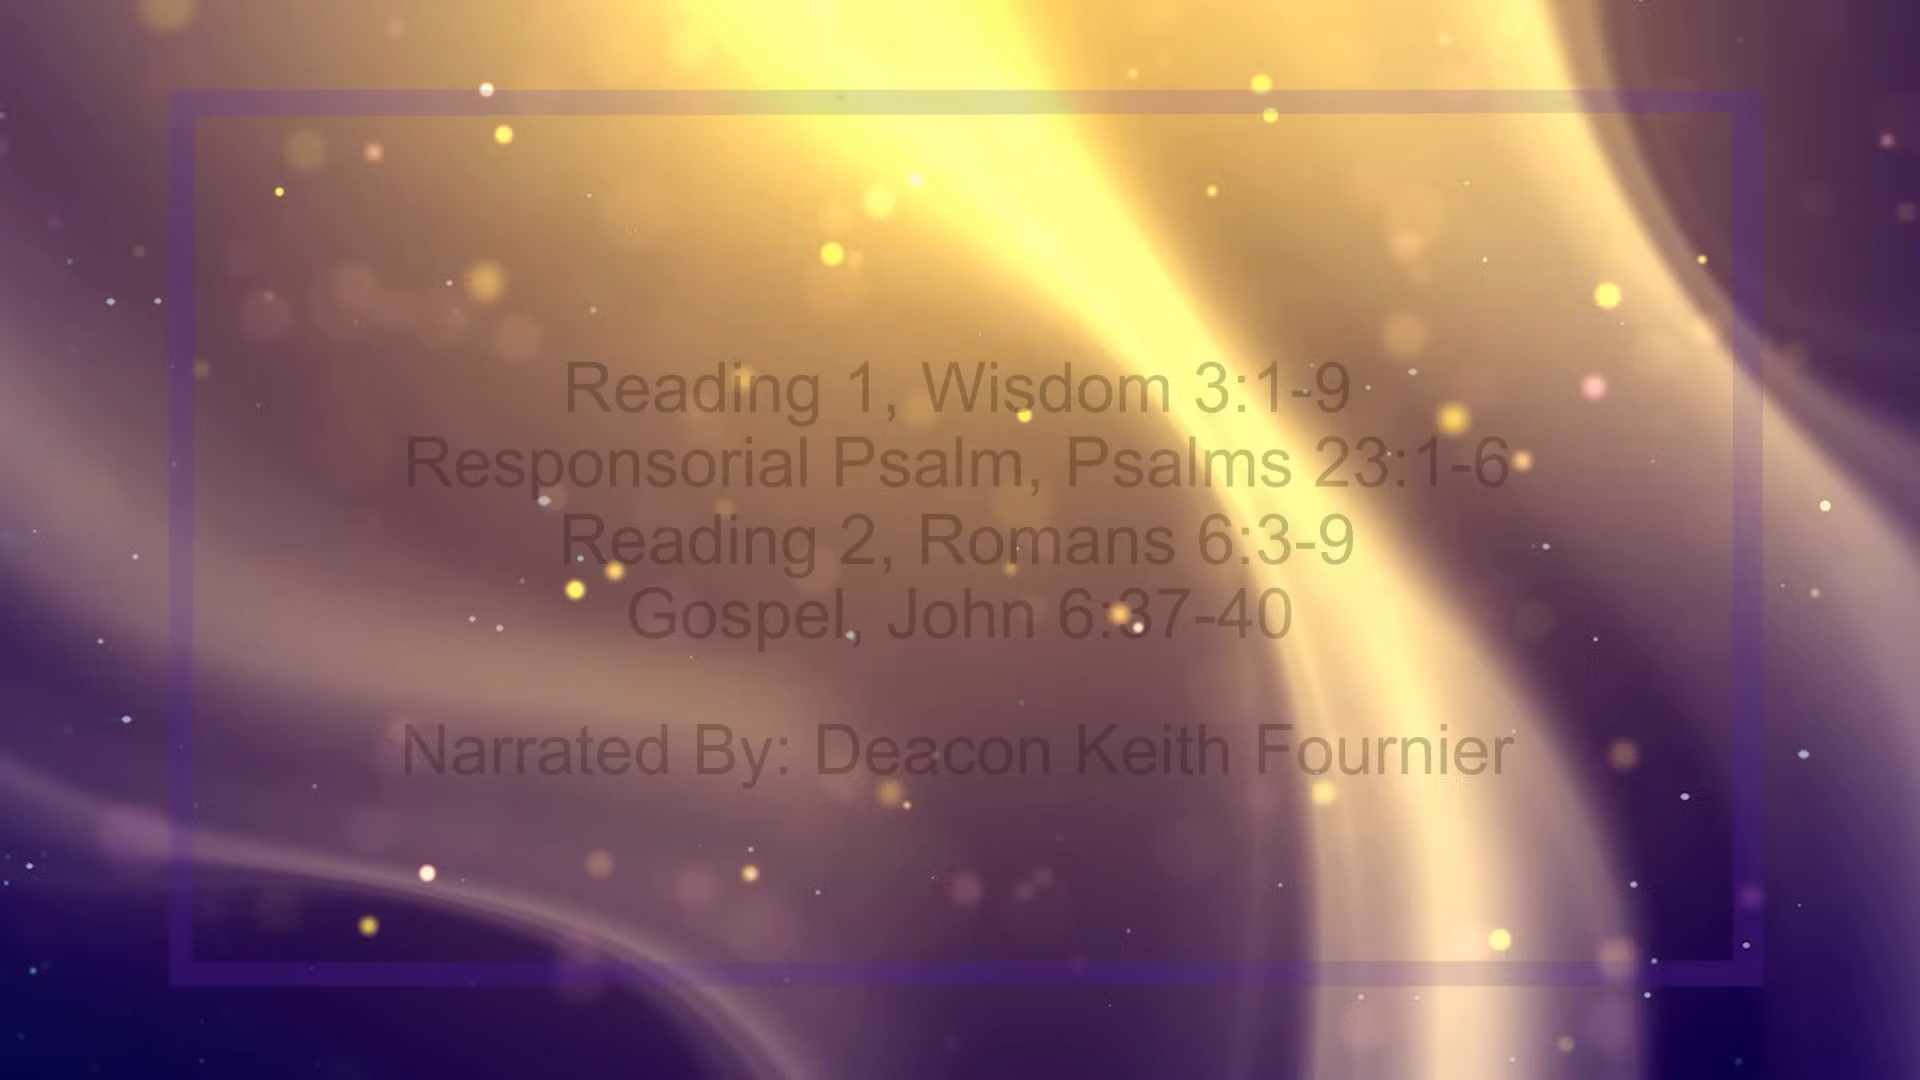 Reading 1, Wisdom 3:1-9
Responsorial Psalm, Psalms 23:1-6
Reading 2, Romans 6:3-9
Gospel, John 6:37-40
Narrated By: Deacon Keith Fournier